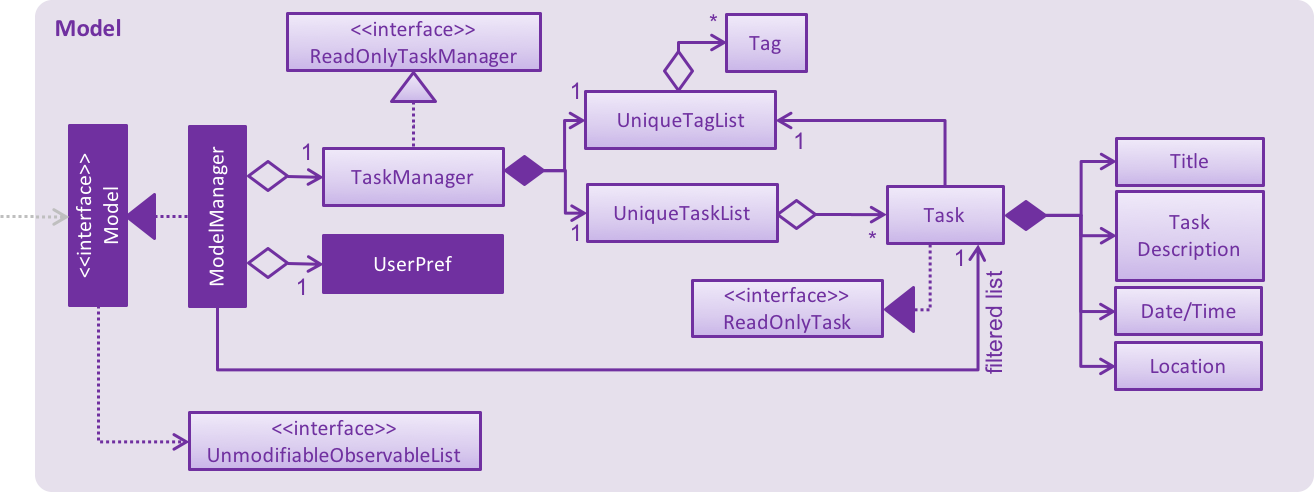 Model
<<interface>>
ReadOnlyTaskManager
*
Tag
1
UniqueTagList
1
<<interface>>
Model
ModelManager
1
TaskManager
1
UniqueTaskList
*
Task
1
filtered list
Title
Task
Description
Date/Time
Location
1
UserPref
<<interface>>
ReadOnlyTask
<<interface>>
UnmodifiableObservableList